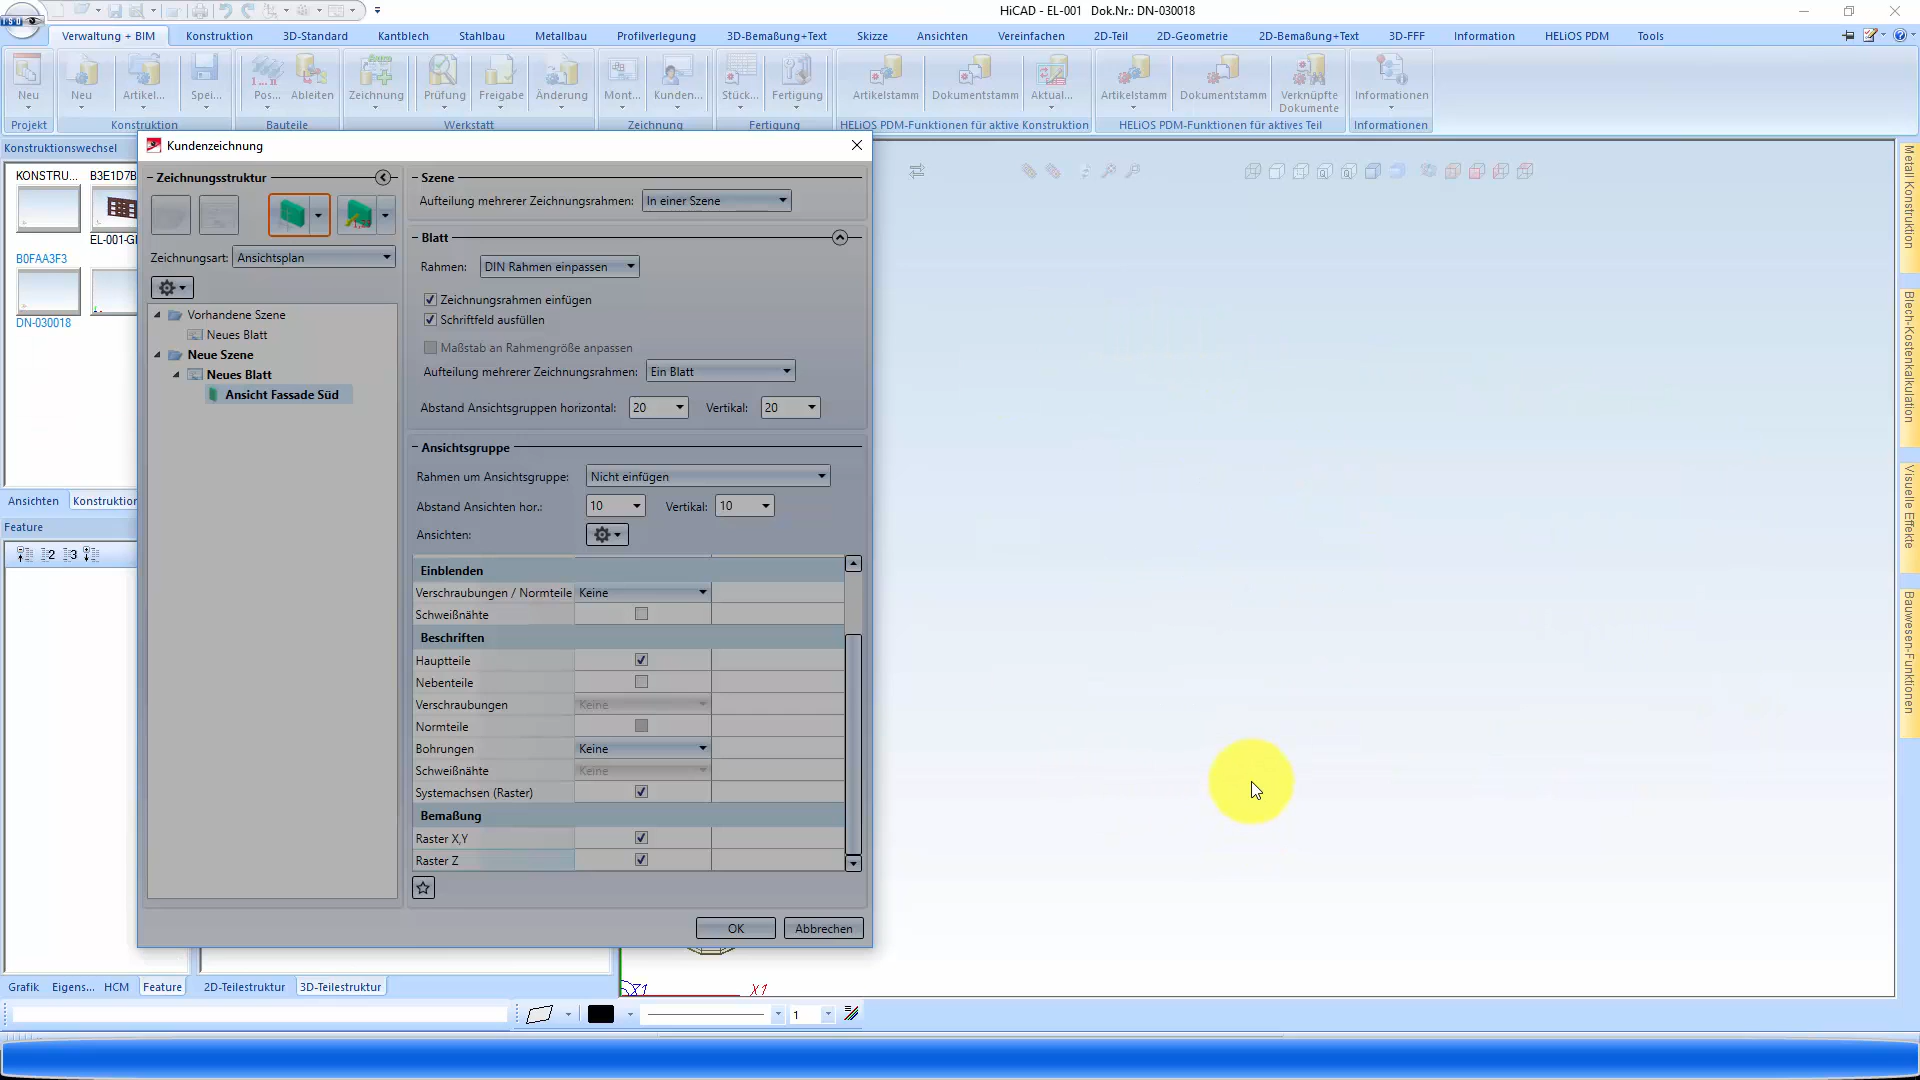 HiCAD - EL-001 Dok.Nr.: DN-030018
Verwaltung + BIM
Konstruktion
3D-Standard
Kantblech
Stahlbau
Metallbau
Profilverlegung
3D-Bemaßung+Text
Skizze
Ansichten
Vereinfachen
2D-Teil
2D-Geometrie
2D-Bemaßung+Text
3D-FFF
Information
HELiOS PDM
Tools
Neu
Neu
Artikel...
Spei...
Pos...
Ableiten
Zeichnung
Prüfung
Freigabe
Änderung
Mont...
Kunden...
Stück...
Fertigung
Artikelstamm
Dokumentstamm
Aktual...
Artikelstamm
Dokumentstamm
Verknüpfte
Dokumente
Informationen
Projekt
Konstruktion
Bauteile
Werkstatt
Zeichnung
Fertigung
HELiOS PDM-Funktionen für aktive Konstruktion
HELiOS PDM-Funktionen für aktives Teil
Informationen
Konstruktionswechsel
KONSTRU...
B3E1D7B
EL-001-G
B0FAA3F3
DN-030018
Ansichten
Konstruktion
Feature
2
3
Kundenzeichnung
Zeichnungsstruktur
Zeichnungsart: Ansichtsplan
Vorhandene Szene
Neues Blatt
Neue Szene
Neues Blatt
Ansicht Fassade Süd
Szene
Aufteilung mehrerer Zeichnungsrahmen: In einer Szene
Blatt
Rahmen: DIN Rahmen einpassen
Zeichnungsrahmen einfügen
Schriftfeld ausfüllen
Maßstab an Rahmengröße anpassen
Aufteilung mehrerer Zeichnungsrahmen: Ein Blatt
Abstand Ansichtsgruppen horizontal: 20 Vertikal: 20
Ansichtsgruppe
Rahmen um Ansichtsgruppe: Nicht einfügen
Abstand Ansichten hor.: 10 Vertikal: 10
Ansichten:
Einblenden
Verschraubungen / Normteile Keine
Schweißnähte
Beschriften
Hauptteile
Nebenteile
Verschraubungen Keine
Normteile
Bohrungen Keine
Schweißnähte Keine
Systemachsen (Raster)
Bemaßung
Raster X,Y
Raster Z
OK
Abbrechen
Metall Konstruktion
Blech-Kostenkalkulation
Visuelle Effekte
Bauwesen-Funktionen
X1
Grafik
Eigens...
HCM
Feature
2D-Teilestruktur
3D-Teilestruktur
1